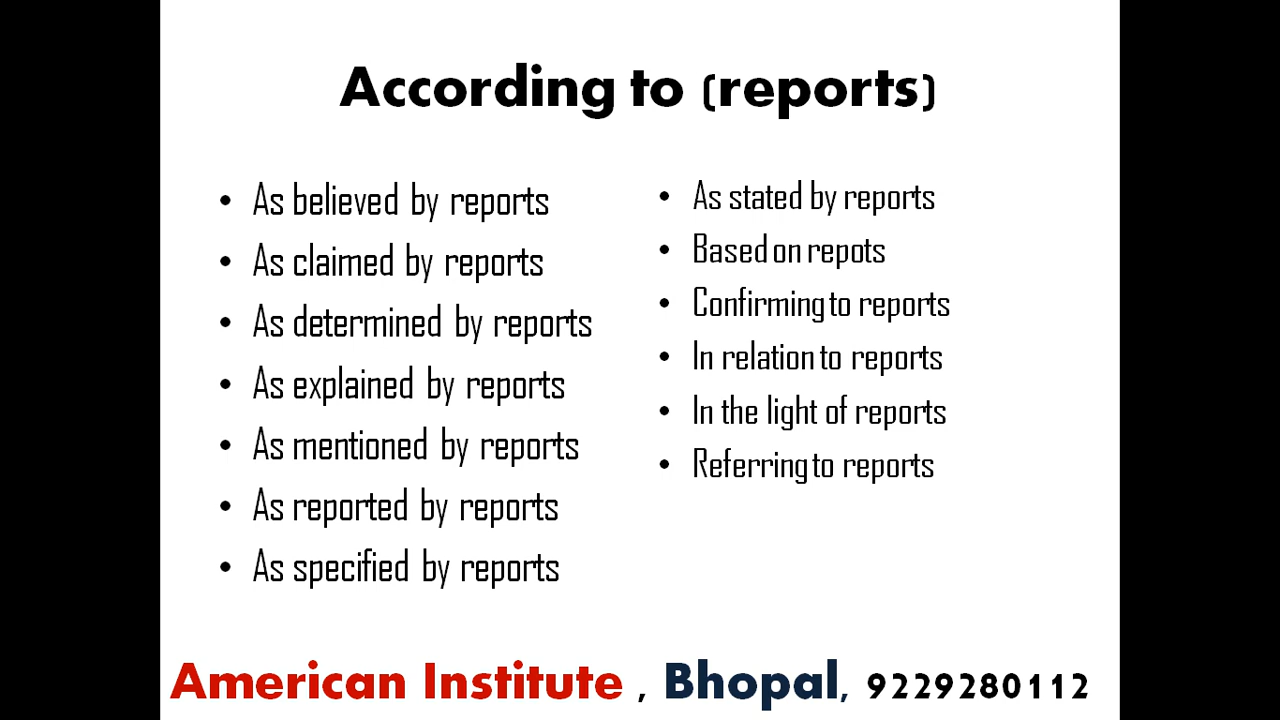 According to (reports)
• As believed by reports
• As claimed by reports
• As determined by reports
• As explained by reports
• As mentioned by reports
• As reported by reports
• As specified by reports
• As stated by reports
• Based on repots
• Confirming to reports
• In relation to reports
• In the light of reports
• Referring to reports
American Institute , Bhopal, 9229280112